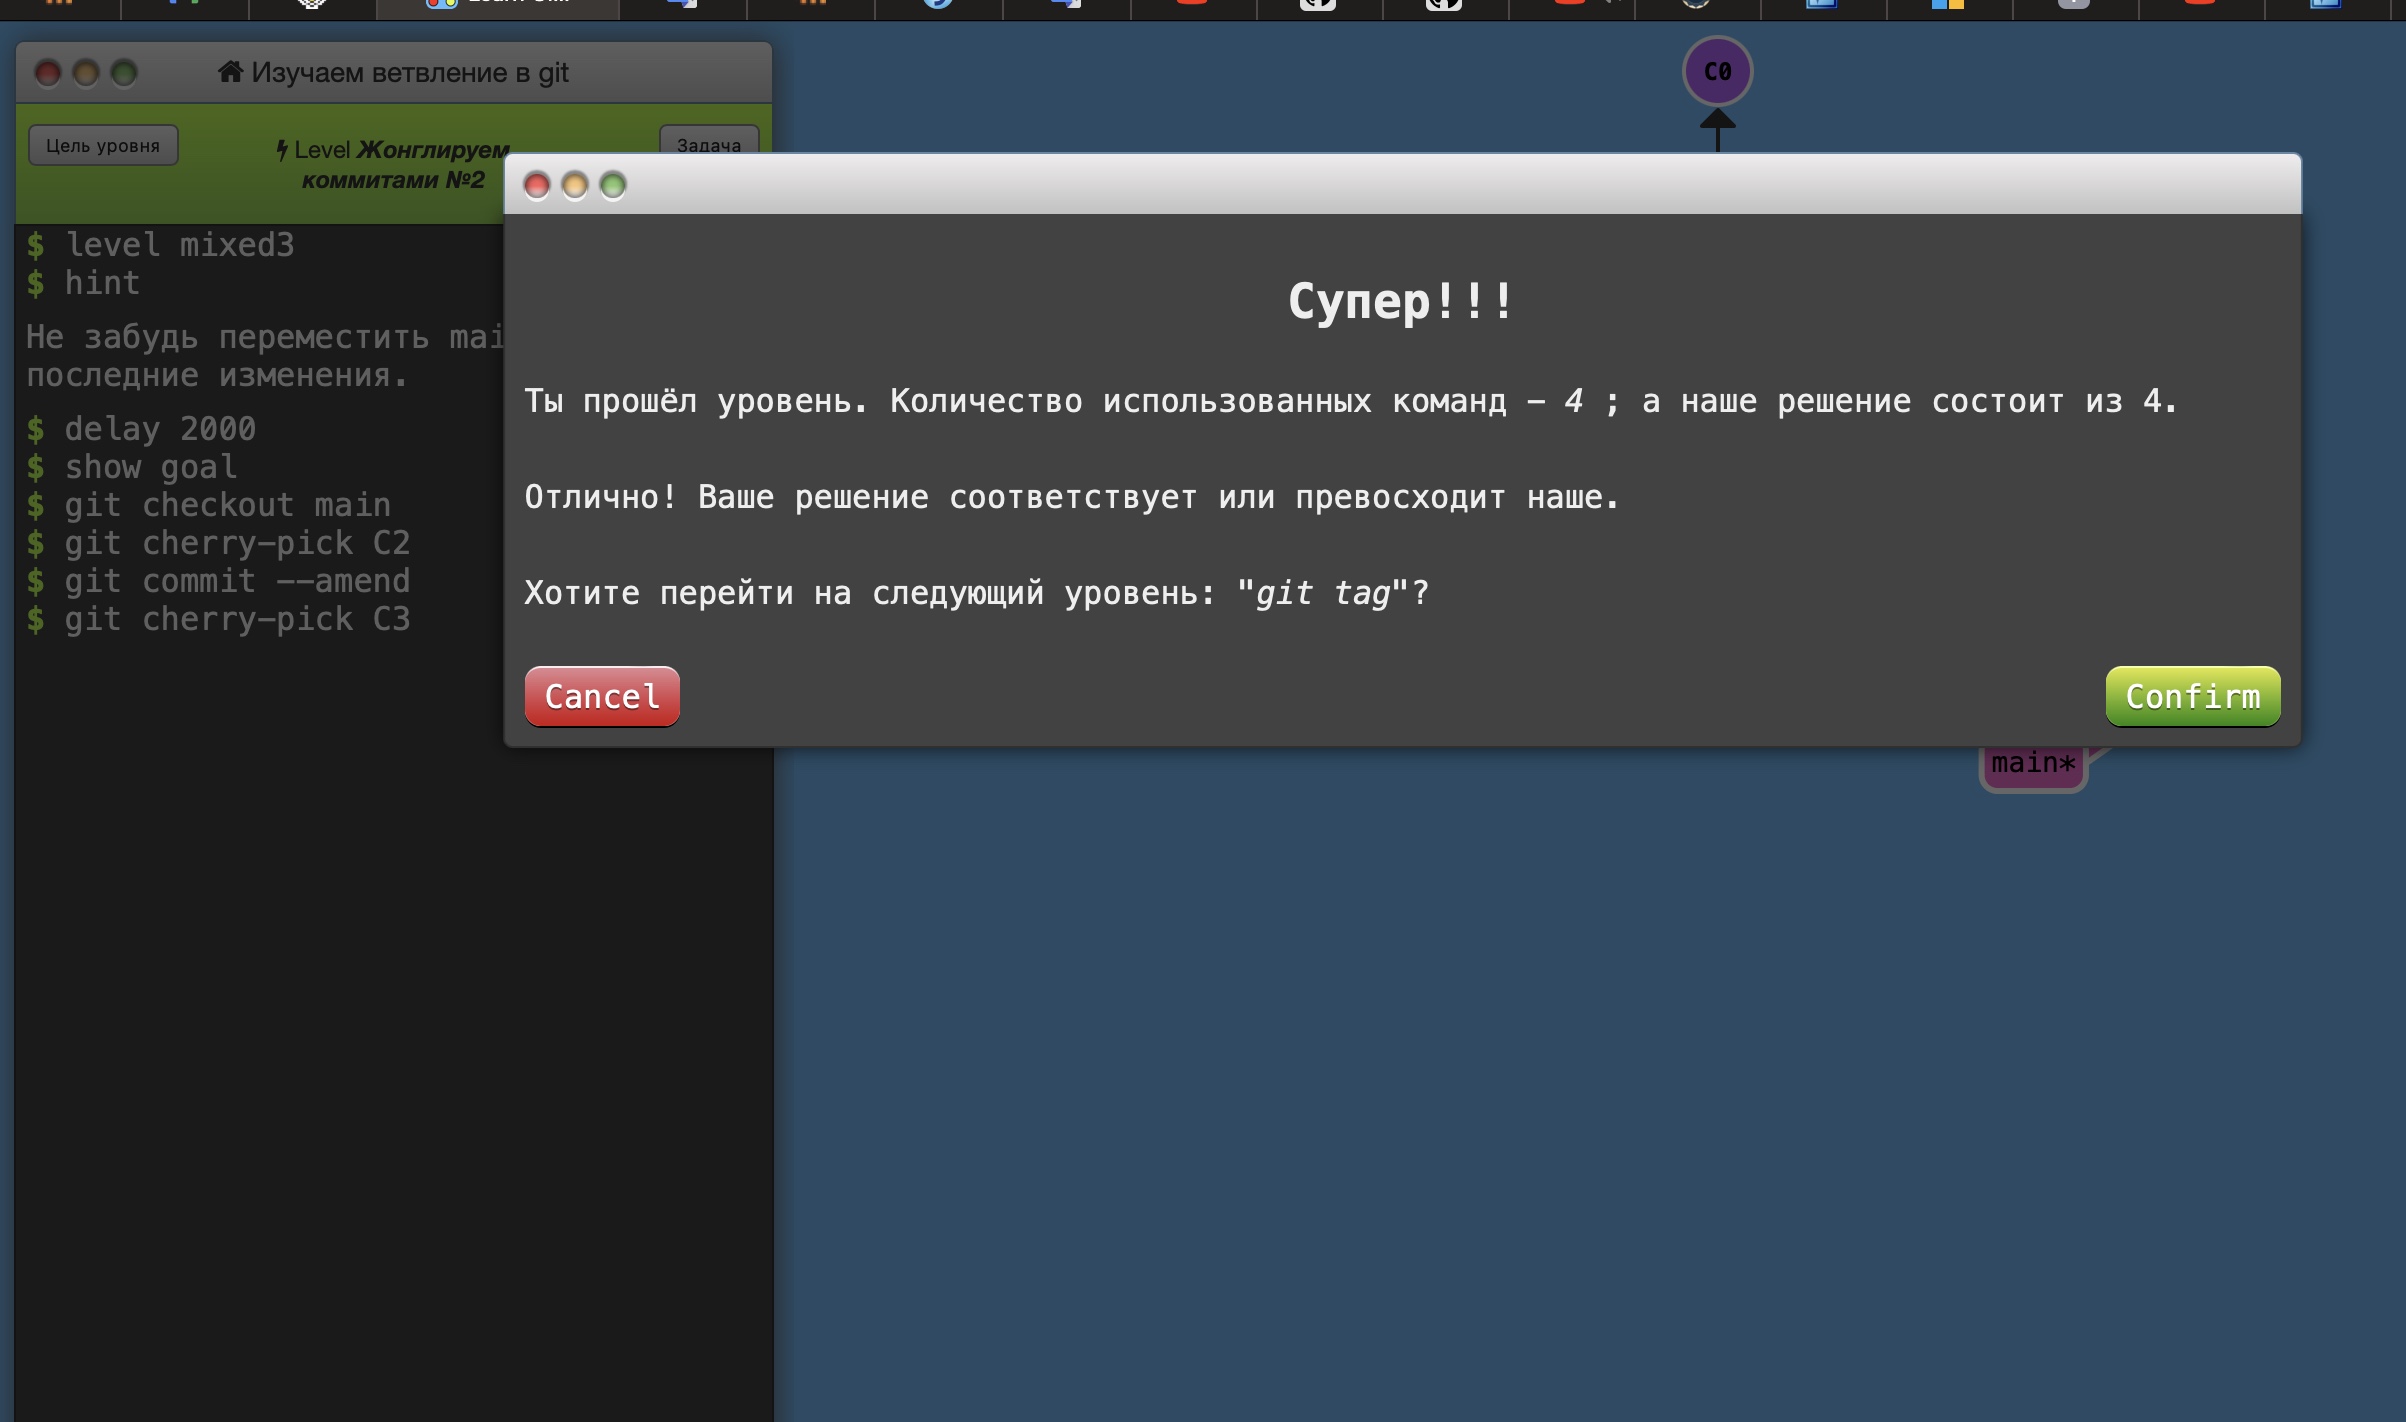 Изучаем ветвление в git
Цель уровня
Level Жонглируем
коммитами №2
Задача
$ level mixed3
$ hint
Не забудь переместить
последние изменения.
$ delay 2000
$ show goal
$ git checkout main
$ git cherry-pick C2
$ git commit --amend
$ git cherry-pick C3
C0
Супер!!!
Ты прошёл уровень. Количество использованных команд – 4 ; а наше решение состоит из 4.
Отлично! Ваше решение соответствует или превосходит наше.
Хотите перейти на следующий уровень: "git tag"?
Cancel
Confirm
main*